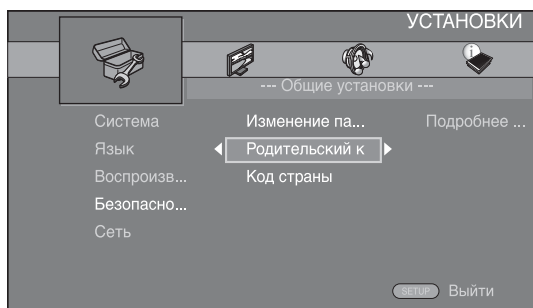 УСТАНОВКИ
--- Общие установки ---
Система Изменение па... Подробнее ...
Язык Родительский к
Воспроизв... Код страны
Безопасно...
Сеть
SETUP Выйти